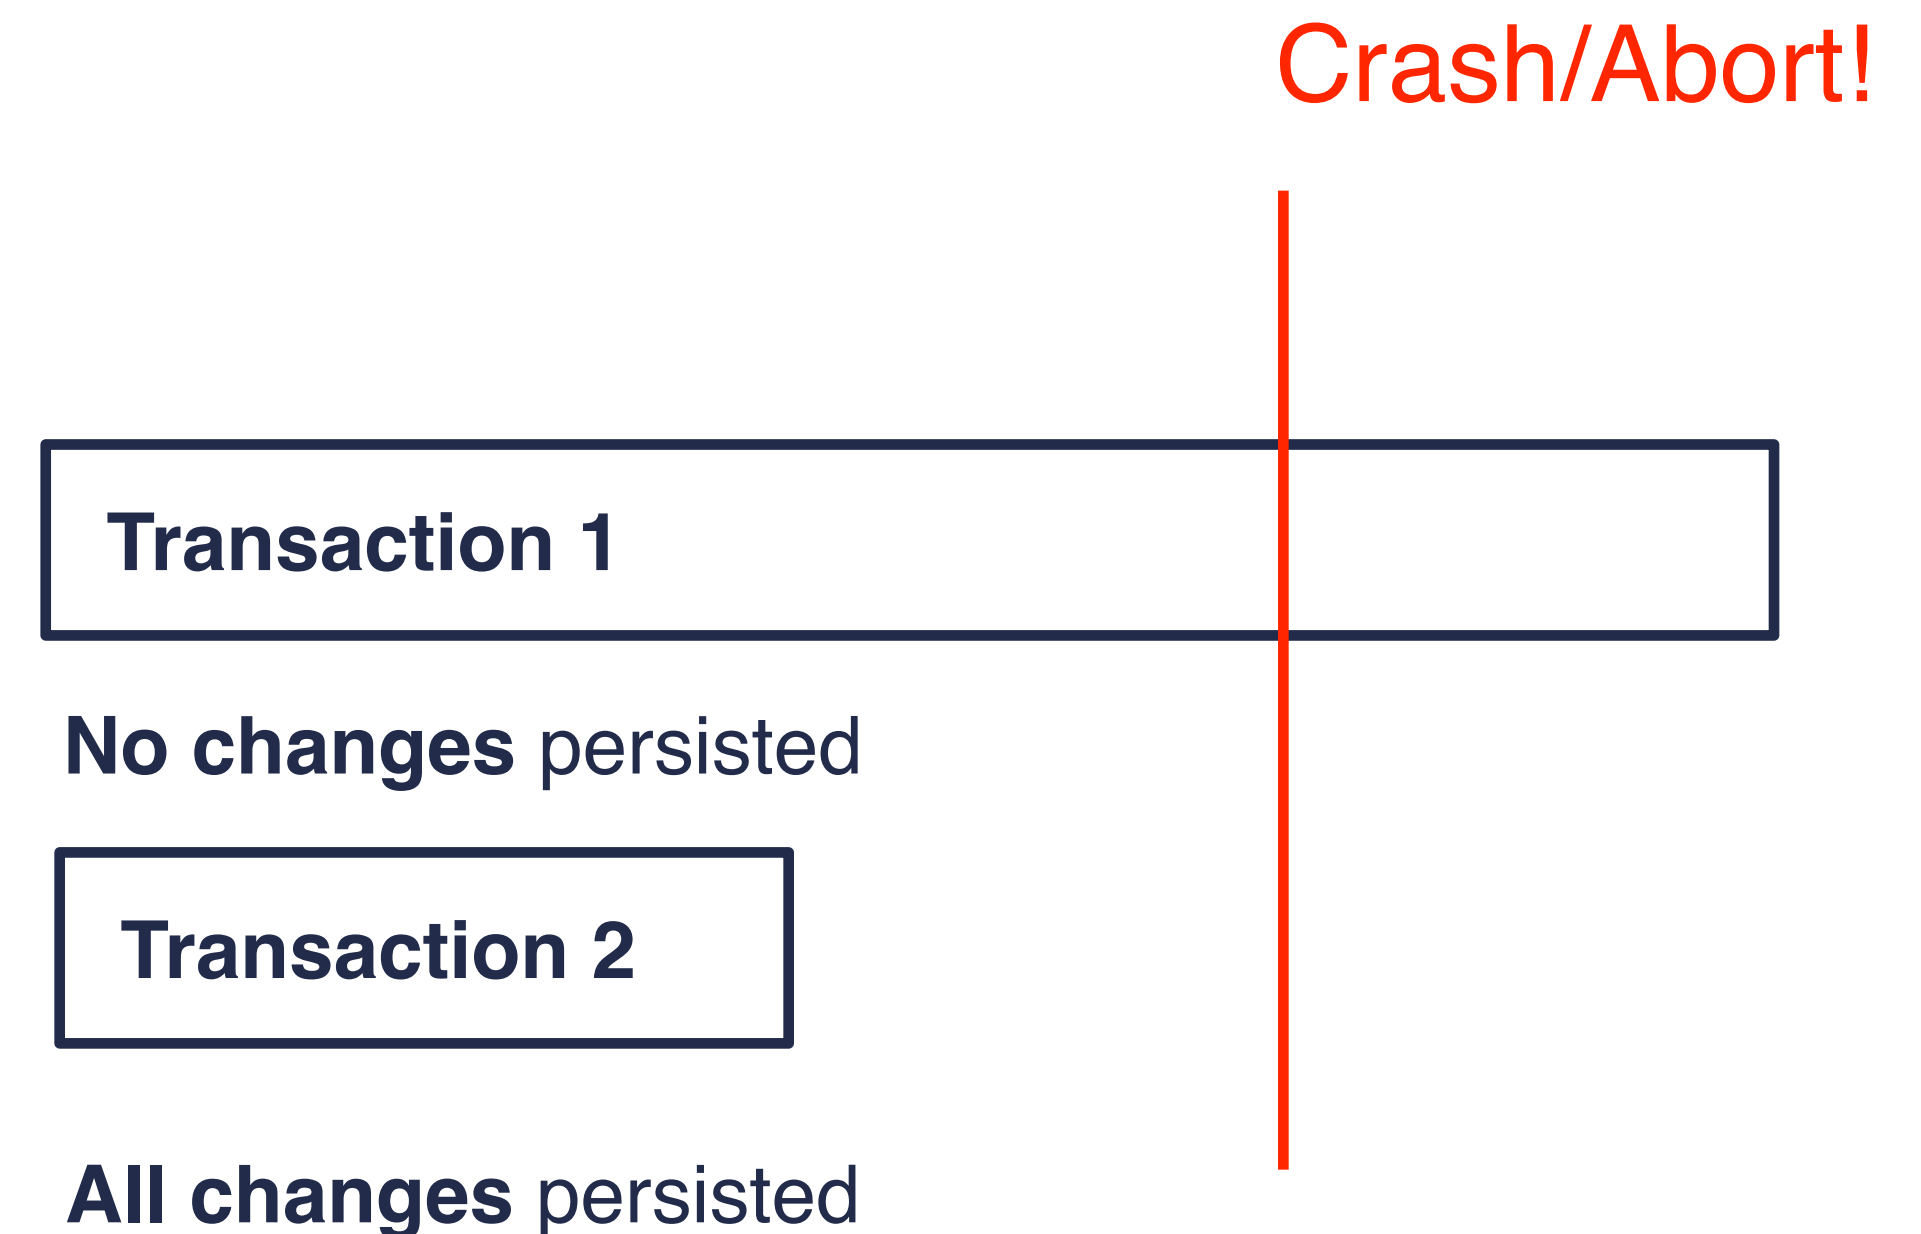 Crash/Abort!
Transaction 1
No changes persisted
Transaction 2
All changes persisted